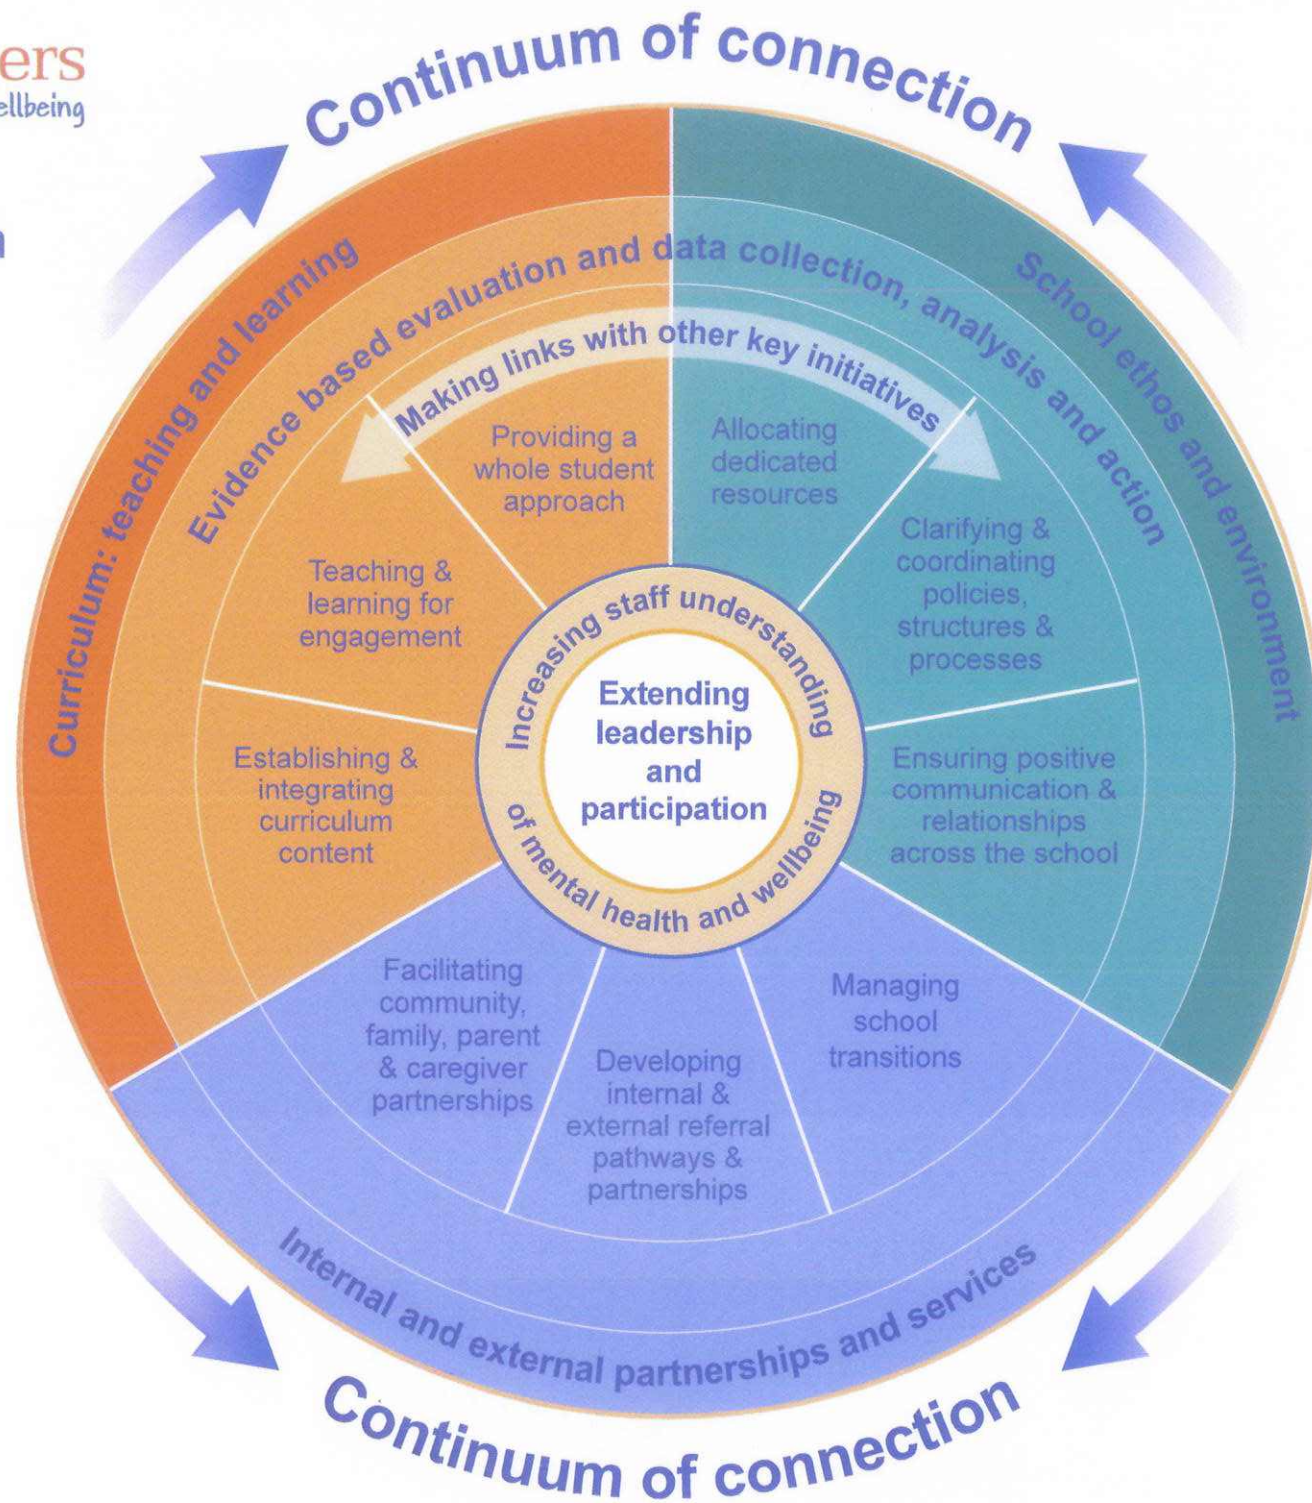 ers
ellbeing
n
Continuum of connection
Curriculum: teaching and learning
School ethos and environment
Evidence based evaluation and data collection, analysis and action
Making links with other key initiatives
Providing a
whole student
approach
Allocating
dedicated
resources
Teaching &
learning for
engagement
Clarifying &
coordinating
policies,
structures &
processes
Establishing &
integrating
curriculum
content
Increasing staff understanding
of mental health and wellbeing
Extending
leadership
and
participation
Ensuring positive
communication &
relationships
across the school
Facilitating
community,
family, parent
& caregiver
partnerships
Developing
internal &
external referral
pathways &
partnerships
Managing
school
transitions
Internal and external partnerships and services
Continuum of connection